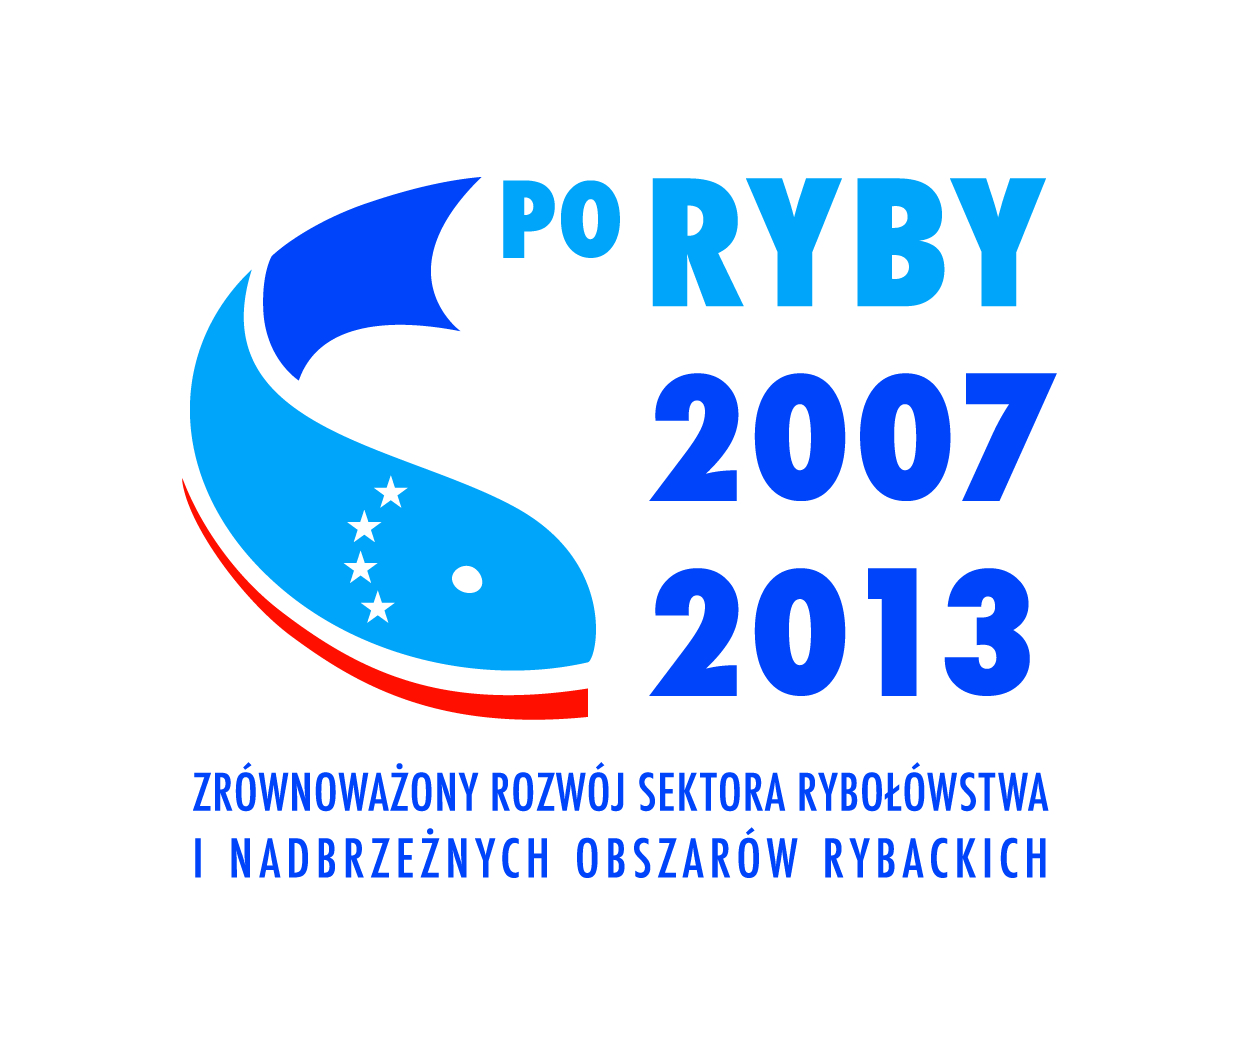 PO RYBY
2007
2013
ZRÓWNOWAŻONY ROZWÓJ SEKTORA RYBOŁÓWSTWA
I NADBRZEŻNYCH OBSZARÓW RYBACKICH